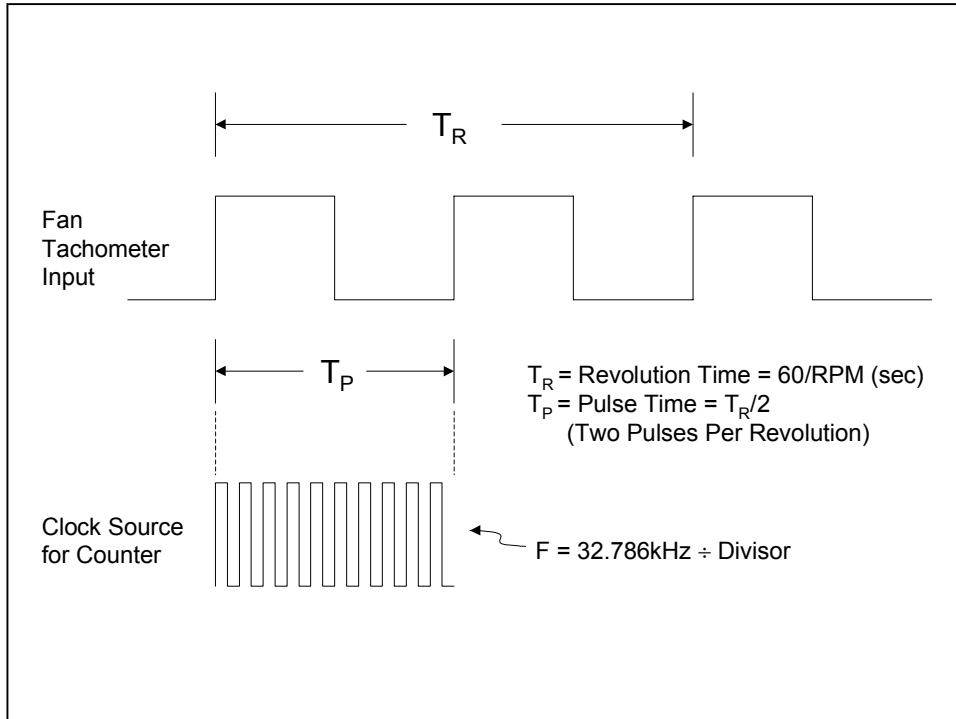 T_R
Fan
Tachometer
Input
T_P
T_R = Revolution Time = 60/RPM (sec)
T_P = Pulse Time = T_R/2
(Two Pulses Per Revolution)
Clock Source
for Counter
F = 32.786kHz ÷ Divisor